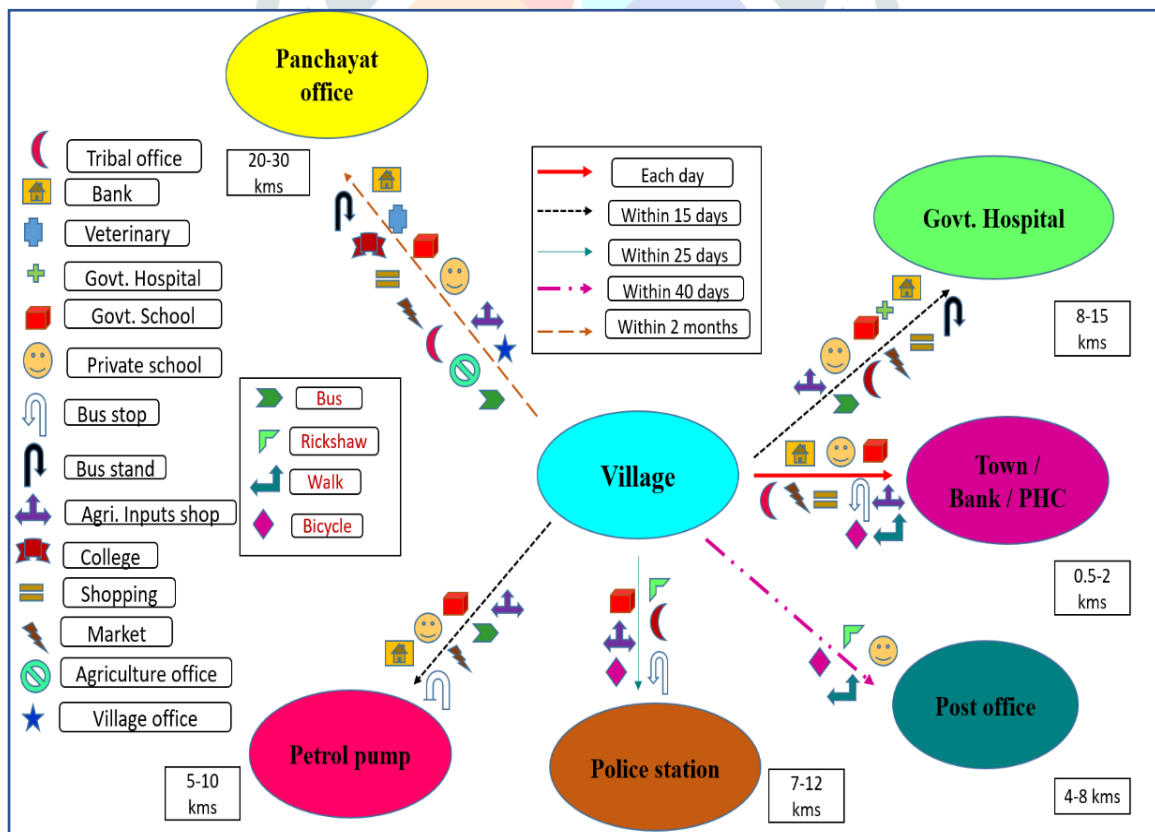 Panchayat
office
20-30
kms
Tribal office
Bank
Veterinary
Govt. Hospital
Govt. School
Private school
Bus stop
Bus stand
Agri. Inputs shop
College
Shopping
Market
Agriculture office
Village office
Each day
Within 15 days
Within 25 days
Within 40 days
Within 2 months
Bus
Rickshaw
Walk
Bicycle
Govt. Hospital
8-15
kms
Village
Town /
Bank / PHC
0.5-2
kms
Petrol pump
5-10
kms
Police station
7-12
kms
Post office
4-8 kms